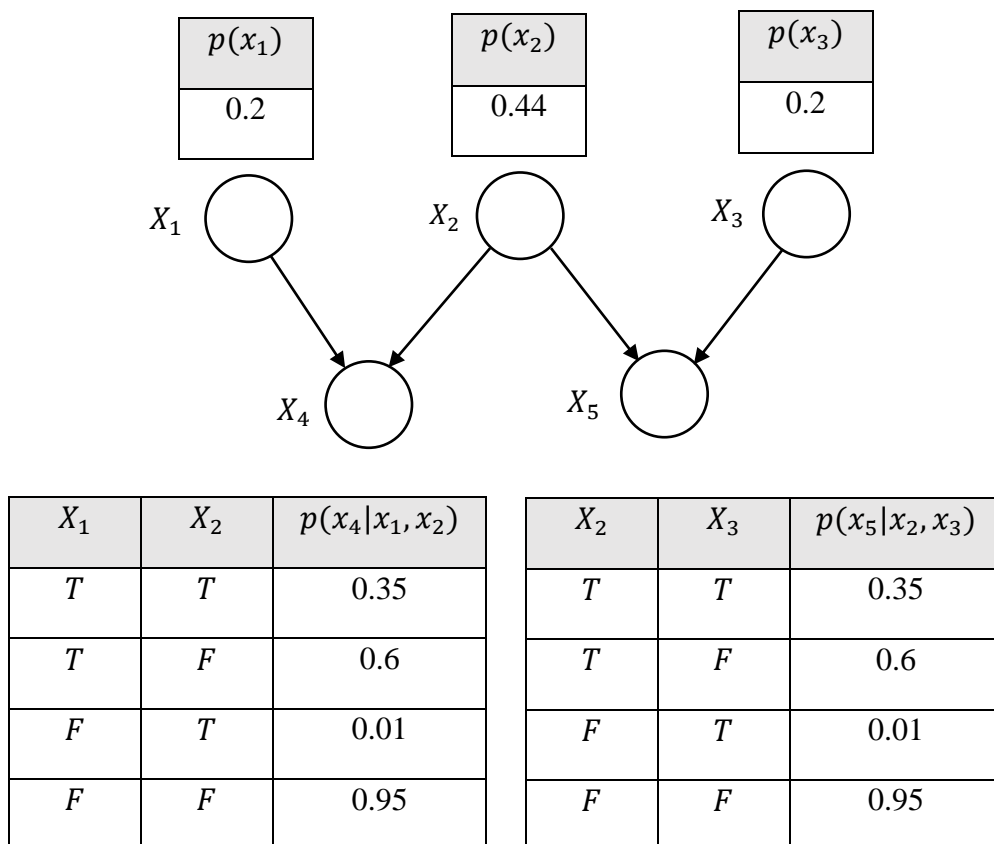 p(x₁) p(x₂) p(x₃)
0.2 0.44 0.2
X₁ X₂ X₃
X₄ X₅
X₁ X₂ p(x₄|x₁, x₂) X₂ X₃ p(x₅|x₂, x₃)
T T 0.35 T T 0.35
T F 0.6 T F 0.6
F T 0.01 F T 0.01
F F 0.95 F F 0.95